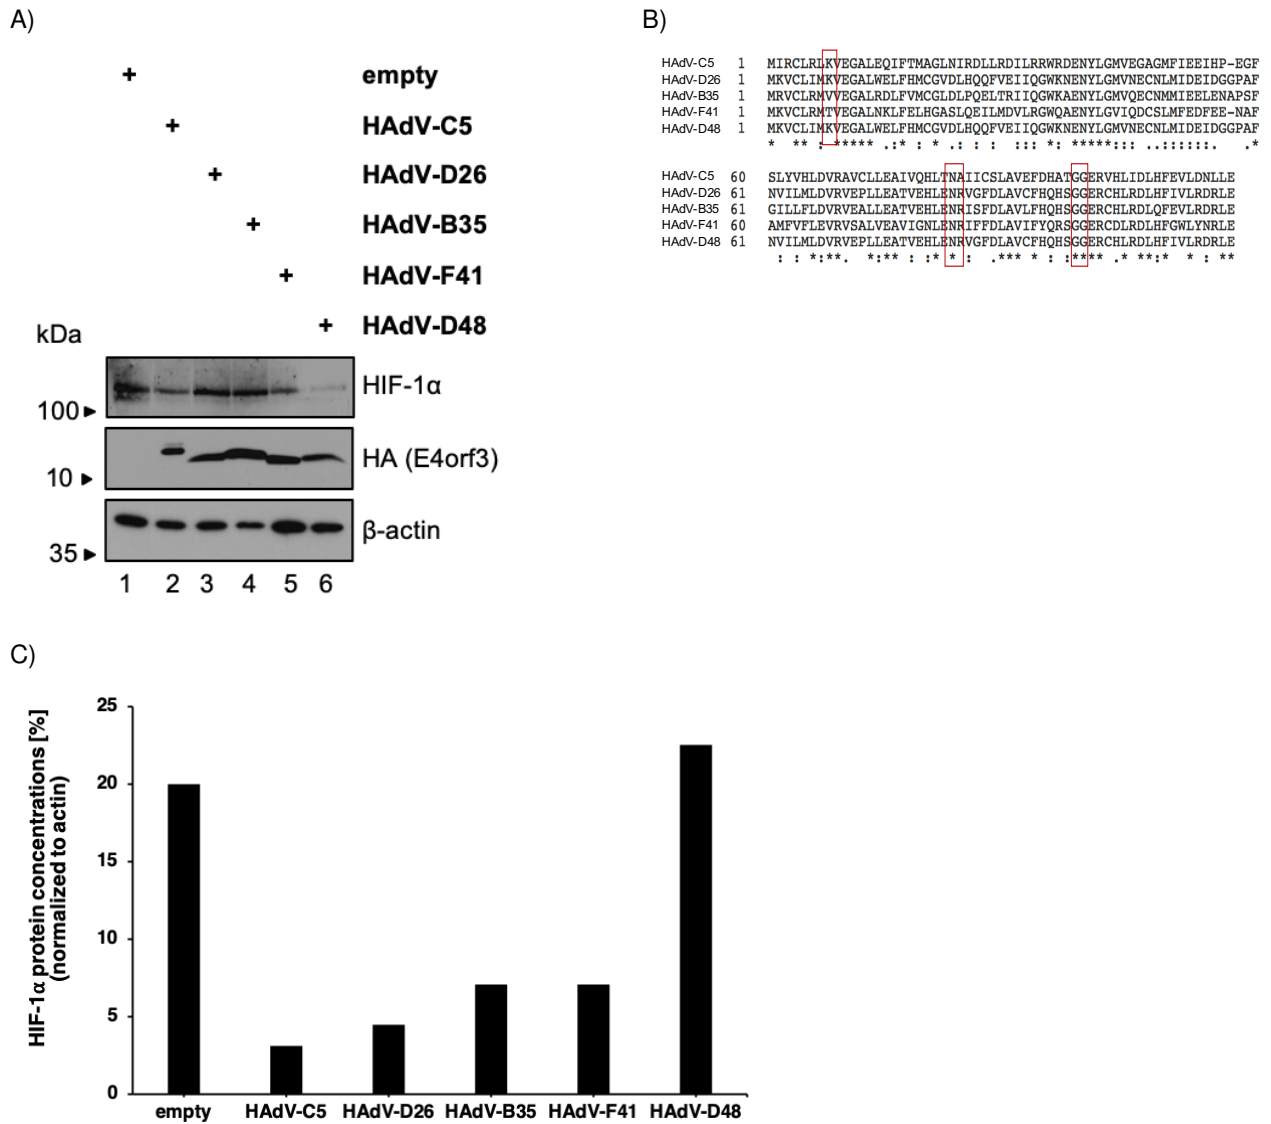 A)
+ empty
+ HAdV-C5
+ HAdV-D26
+ HAdV-B35
+ HAdV-F41
+ HAdV-D48
kDa
HIF-1α
100
HA (E4orf3)
10
β-actin
35
1 2 3 4 5 6
B)
HAdV-C5 1 MIRCLRLKVEGALEQIFTMAGLNIRDLLRDILRRWRDENYLGMVEGAGMFIEEIHP-EGF
HAdV-D26 1 MKVCLIMKVEGALWELFHMCGVDLHQQFVEIIQGWKNENYLGMVNECNLMIDEIDGGPAF
HAdV-B35 1 MRVCLRMVVEGALRDLFVMCGLDLPQELTRIIQGWKAENYLGMVQECNMMIEELENAPSF
HAdV-F41 1 MKVCLRMTVEGALNKLFELHGASLQEILMDLVRGWQAENYLGVIQDCSLMFEDFEE-NAF
HAdV-D48 1 MKVCLIMKVEGALWELFHMCGVDLHQQFVEIIQGWKNENYLGMVNECNLMIDEIDGGPAF
* ** : ***** .: * . .: : ::: *: ******::: ..:::::::. .*
HAdV-C5 60 SLYVHLDVRAVCLLEAIVQHLTNAIICSLAVEFDHATGGERVHLIDLHFEVLDNLLE
HAdV-D26 61 NVILMLDVRVEPLLEATVEHLENRVGFDLAVCFHQHSGGERCHLRDLHFEVLRDRLE
HAdV-B35 61 GILLFLDVRVEALLEATVEHLENRISFDLAVLFHQHSGGERCHLRDLQFEVLRDRLE
HAdV-F41 60 AMFVFLEVRVSALVEAIVGNLENRIFFDLAVIFYQRSGGERCDLRDLHFGWLYNRLE
HAdV-D48 61 NVILMLDVRVEPLLEATVEHLENRVGFDLAVCFHQHSGGERCHLRDLHFIVLRDRLE
: : *:**. *:** : :* * : .*** * : :**** .* **:* * : **
C)
HIF-1α protein concentrations [%]
(normalized to actin)
25
20
15
10
5
0
empty HAdV-C5 HAdV-D26 HAdV-B35 HAdV-F41 HAdV-D48